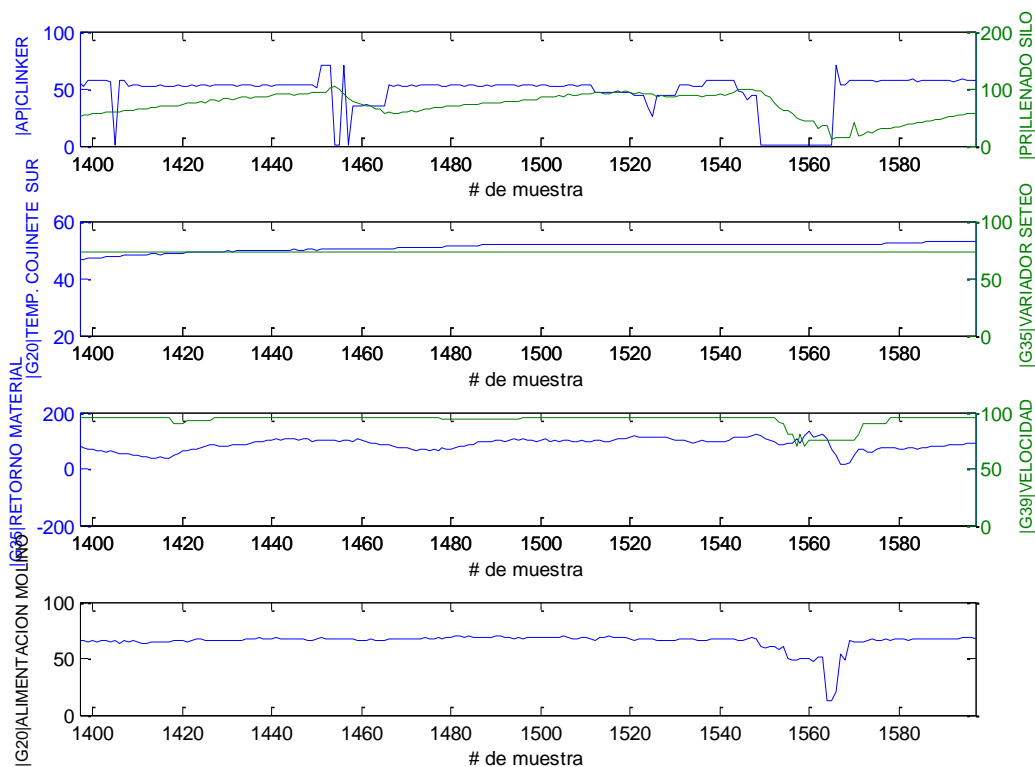 100 200
|AP|CLINKER 50 100 |PR|LLENADO SILO
0 0
1400 1420 1440 1460 1480 1500 1520 1540 1560 1580
# de muestra
60 100
|G20|TEMP. COJINETE SUR 40 50 |G35|VARIADOR SETEO
20 0
1400 1420 1440 1460 1480 1500 1520 1540 1560 1580
# de muestra
200 100
|G35|RETORNO MATERIAL 0 50 |G39|VELOCIDAD
-200 0
1400 1420 1440 1460 1480 1500 1520 1540 1560 1580
# de muestra
100
|G20|ALIMENTACION MOLINO 50
0
1400 1420 1440 1460 1480 1500 1520 1540 1560 1580
# de muestra